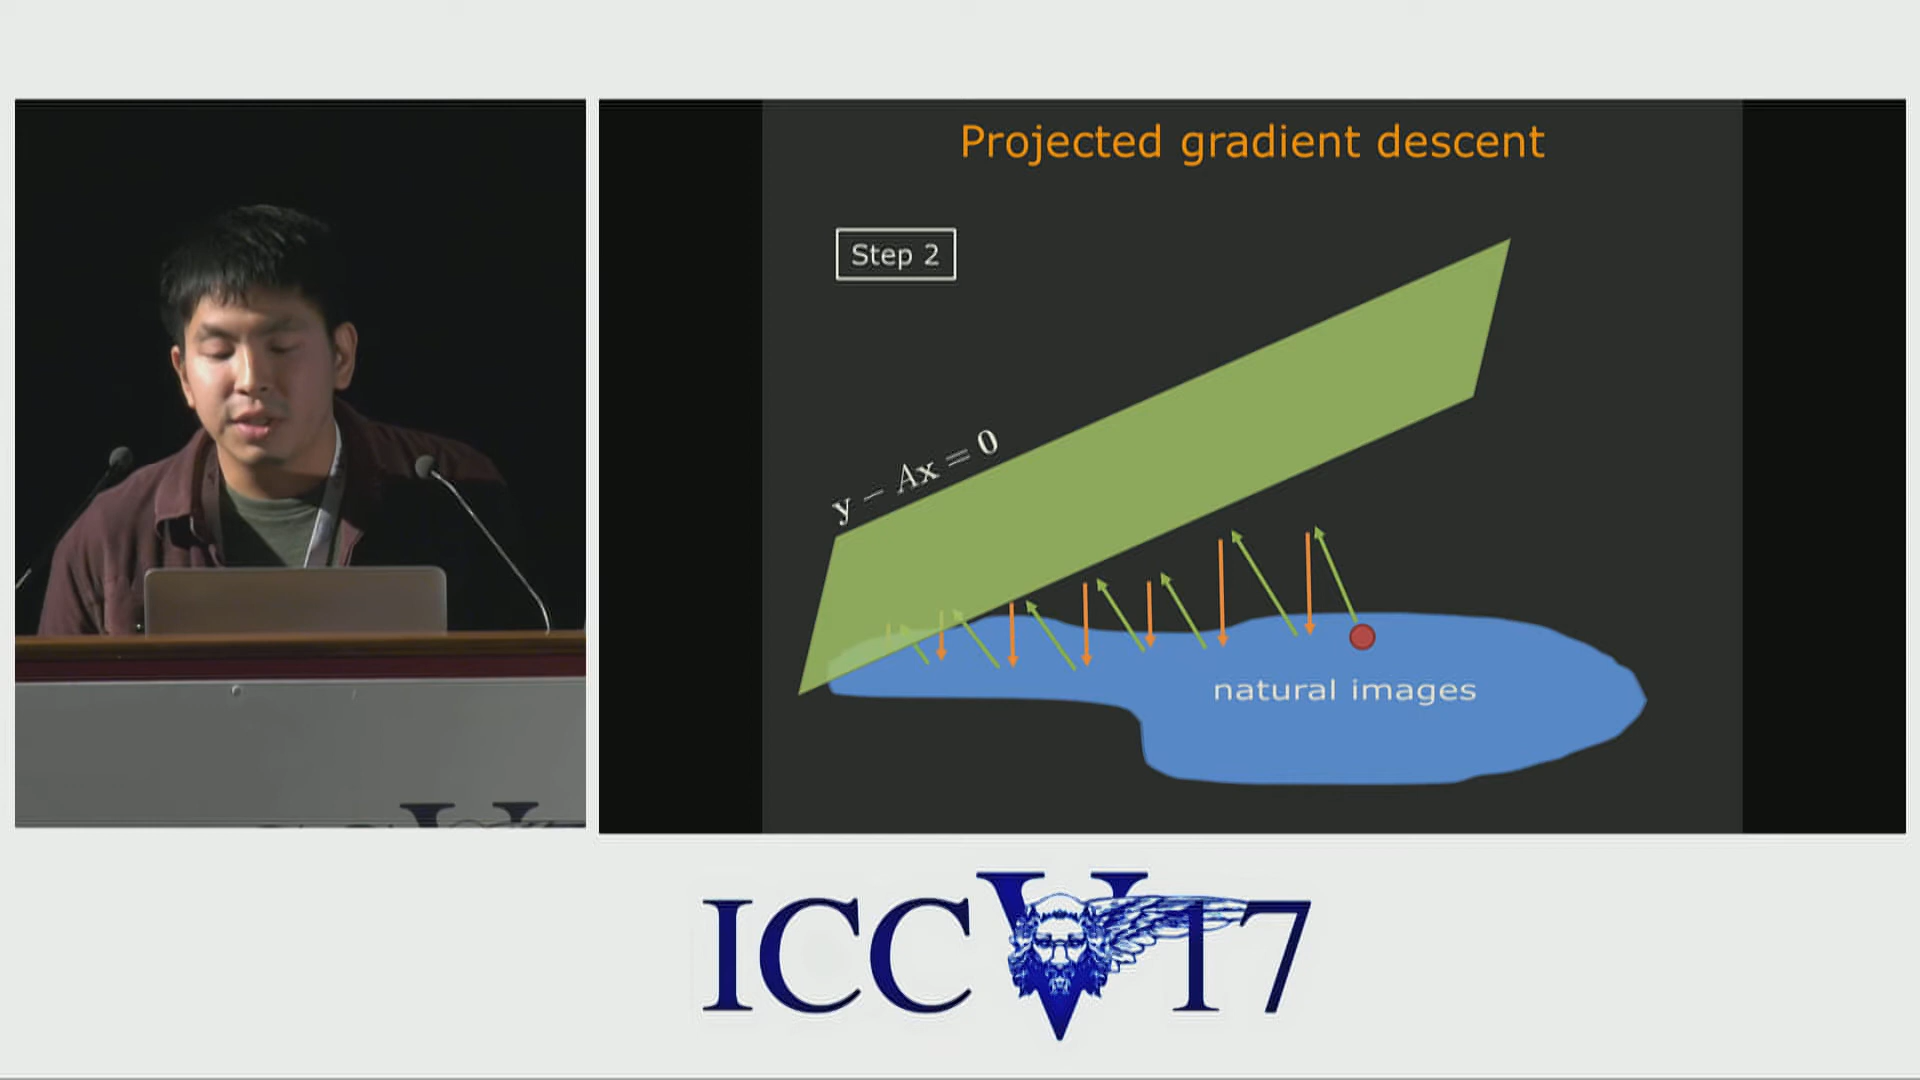 Projected gradient descent
Step 2
y − Ax = 0
natural images
ICCV 17